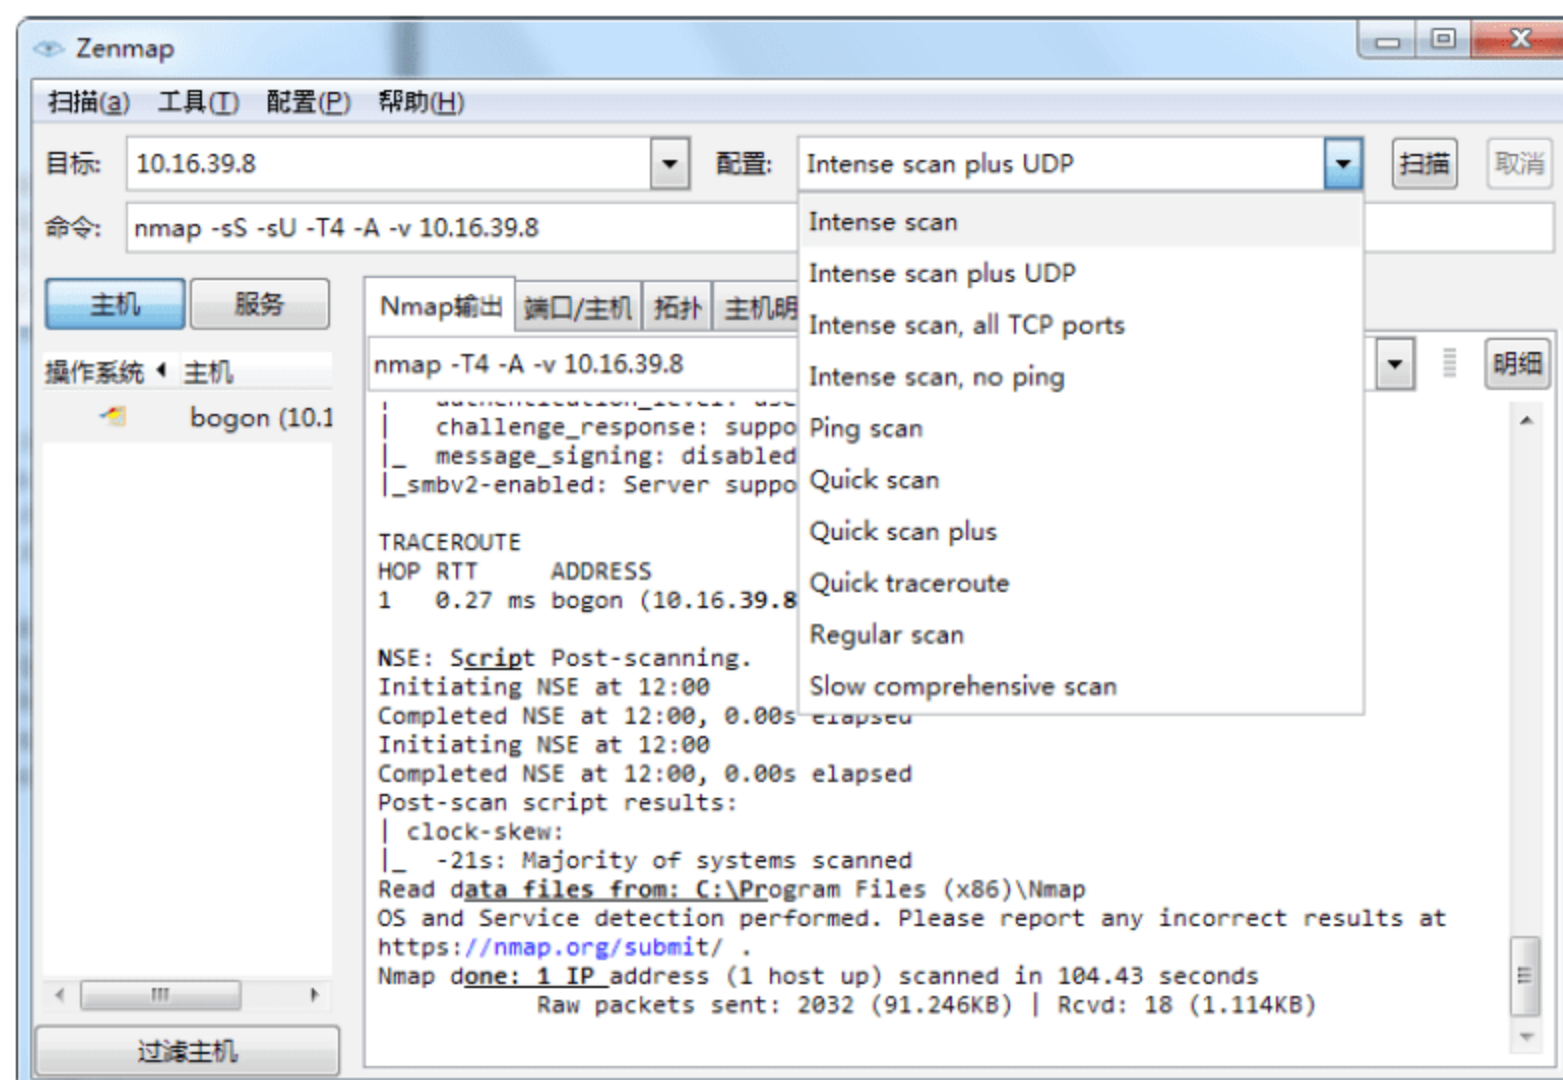 Zenmap
扫描(a) 工具(T) 配置(P) 帮助(H)
目标: 10.16.39.8 配置: Intense scan plus UDP 扫描 取消
命令: nmap -sS -sU -T4 -A -v 10.16.39.8
Intense scan
Intense scan plus UDP
Intense scan, all TCP ports
Intense scan, no ping
Ping scan
Quick scan
Quick scan plus
Quick traceroute
Regular scan
Slow comprehensive scan
主机 服务
操作系统 主机
bogon (10.1
过滤主机
Nmap输出 端口/主机 拓扑 主机明
nmap -T4 -A -v 10.16.39.8 明细
| challenge_response: suppo
|_ message_signing: disabled
|_smbv2-enabled: Server suppo
TRACEROUTE
HOP RTT ADDRESS
1 0.27 ms bogon (10.16.39.8
NSE: Script Post-scanning.
Initiating NSE at 12:00
Completed NSE at 12:00, 0.00s elapsed
Initiating NSE at 12:00
Completed NSE at 12:00, 0.00s elapsed
Post-scan script results:
| clock-skew:
|_ -21s: Majority of systems scanned
Read data files from: C:\Program Files (x86)\Nmap
OS and Service detection performed. Please report any incorrect results at
https://nmap.org/submit/ .
Nmap done: 1 IP address (1 host up) scanned in 104.43 seconds
Raw packets sent: 2032 (91.246KB) | Rcvd: 18 (1.114KB)